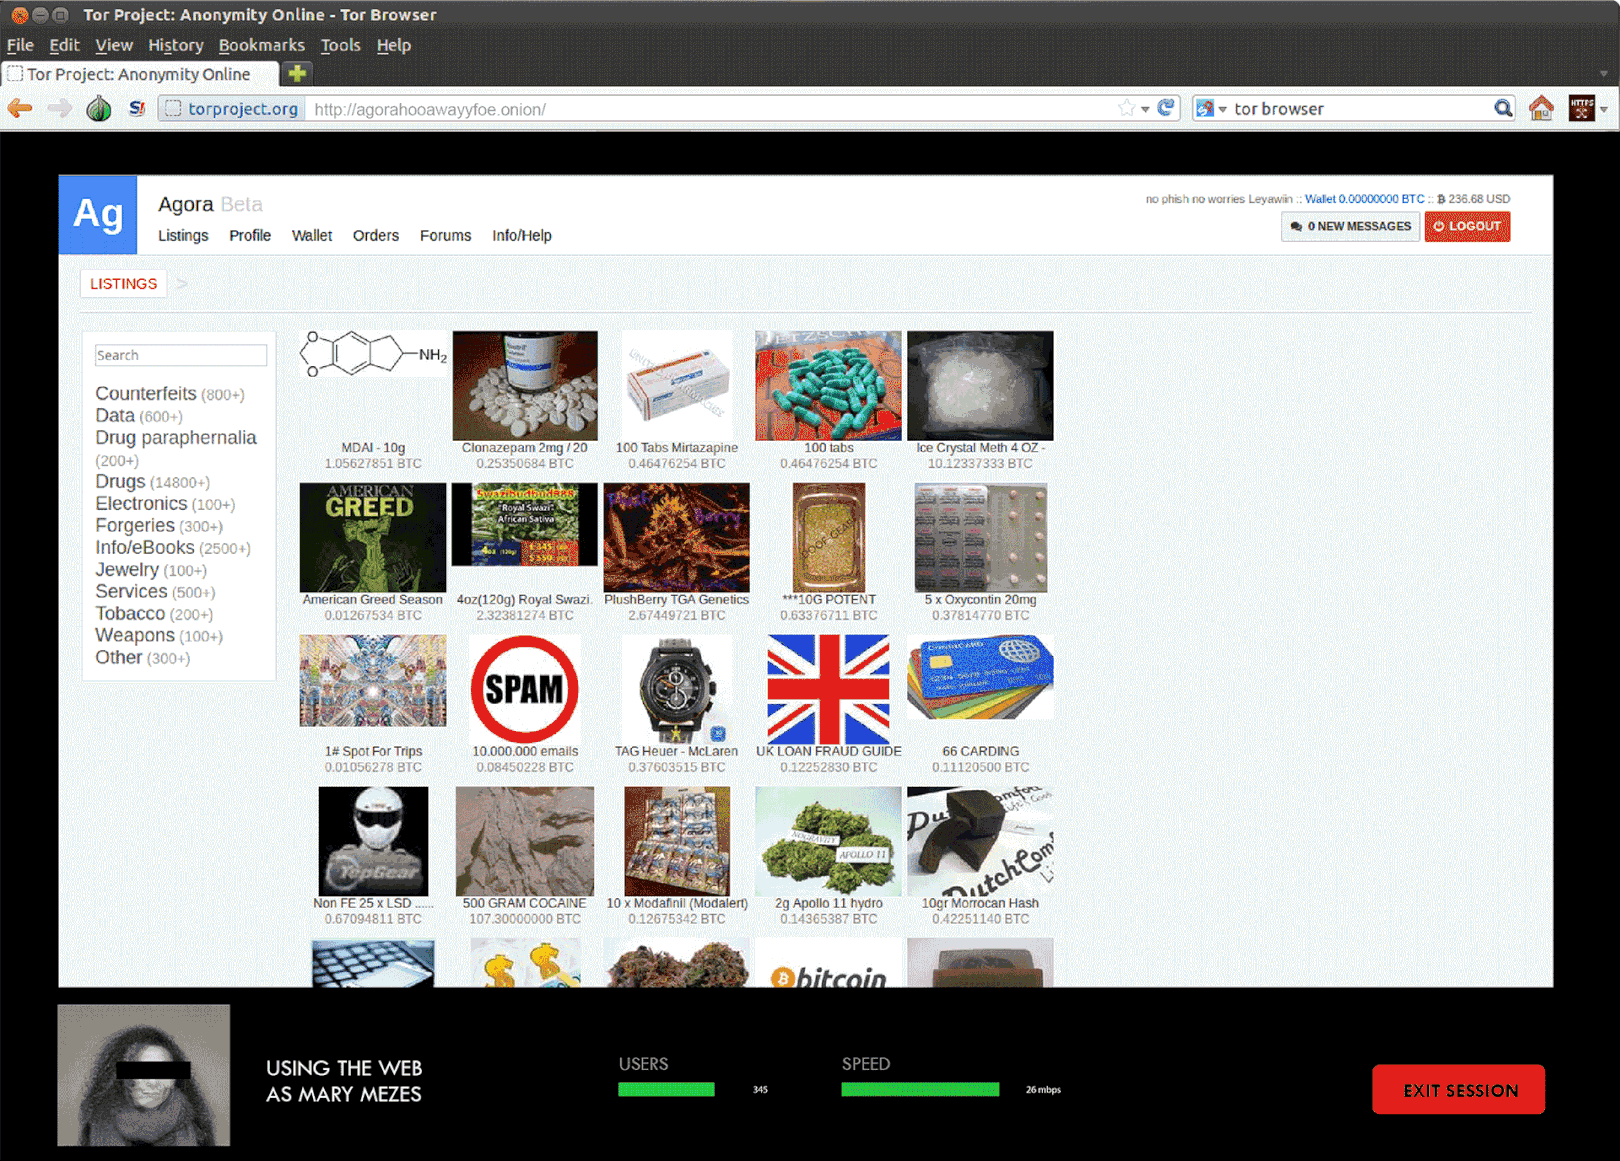 Tor Project: Anonymity Online - Tor Browser
File Edit View History Bookmarks Tools Help
Tor Project: Anonymity Online
S! torproject.org http://agorahooawayyfoe.onion/ tor browser HTTPS
Ag
Agora Beta
no phish no worries Leyawiin :: Wallet 0.00000000 BTC :: ฿ 236.68 USD
Listings Profile Wallet Orders Forums Info/Help
0 NEW MESSAGES LOGOUT
LISTINGS >
Search
Counterfeits (800+)
Data (600+)
Drug paraphernalia
(200+)
Drugs (14800+)
Electronics (100+)
Forgeries (300+)
Info/eBooks (2500+)
Jewelry (100+)
Services (500+)
Tobacco (200+)
Weapons (100+)
Other (300+)
O
O
NH₂
MDAI - 10g
1.05627851 BTC
Clonazepam 2mg / 20
0.25350684 BTC
100 Tabs Mirtazapine
0.46476254 BTC
100 tabs
0.46476254 BTC
Ice Crystal Meth 4 OZ -
10.12337333 BTC
AMERICAN
GREED
American Greed Season
0.01267534 BTC
Swazibudbud888
"Royal Swazi"
African Sativa
4oz (120g)
4oz(120g) Royal Swazi.
2.32381274 BTC
Berry
PlushBerry TGA Genetics
2.67449721 BTC
***10G POTENT
0.63376711 BTC
5 x Oxycontin 20mg
0.37814770 BTC
1# Spot For Trips
0.01056278 BTC
SPAM
10.000.000 emails
0.08450228 BTC
TAG Heuer - McLaren
0.37603515 BTC
UK LOAN FRAUD GUIDE
0.12252830 BTC
66 CARDING
0.11120500 BTC
TopGear
Non FE 25 x LSD ......
0.67094811 BTC
500 GRAM COCAINE
107.30000000 BTC
10 x Modafinil (Modalert)
0.12675342 BTC
NOGRAVITY
APOLLO 11
2g Apollo 11 hydro
0.14365387 BTC
DutchComf
10gr Morrocan Hash
0.42251140 BTC
bitcoin
USING THE WEB
AS MARY MEZES
USERS
345
SPEED
26 mbps
EXIT SESSION